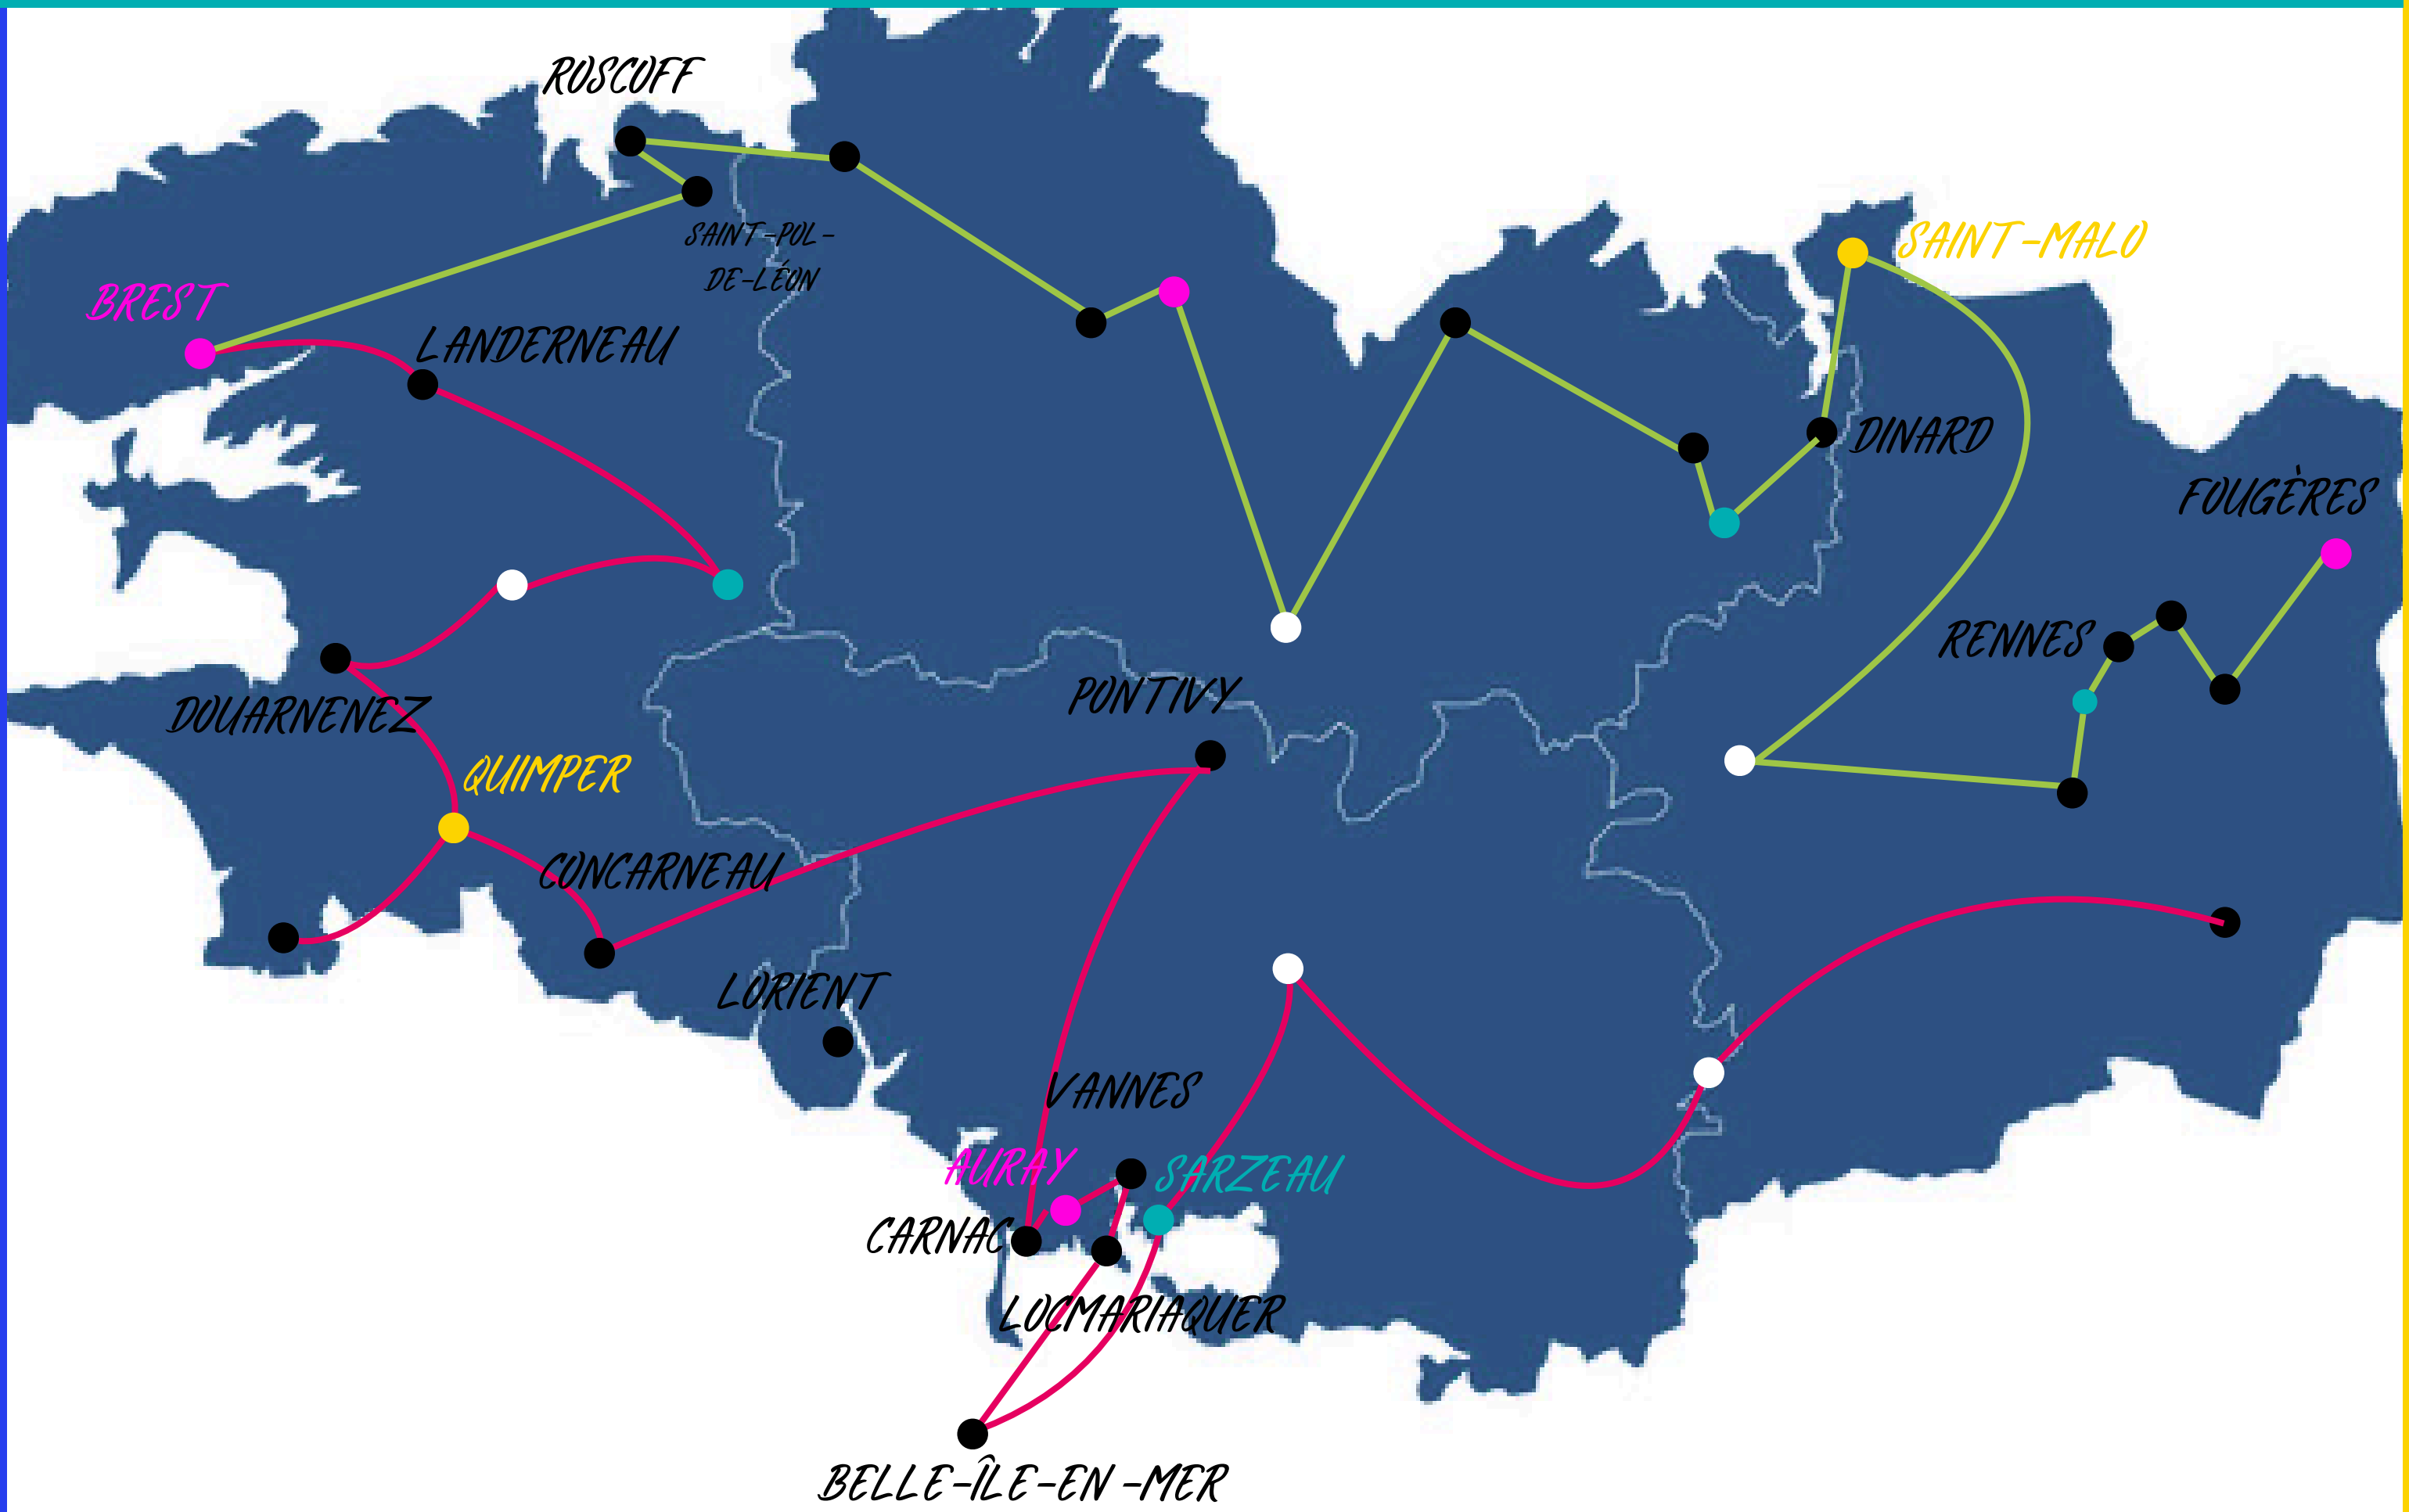 ROSCOFF
SAINT-POL-
DE-LÉON
SAINT-MALO
BREST
LANDERNEAU
DINARD
FOUGÈRES
RENNES
DOUARNENEZ
PONTIVY
QUIMPER
CONCARNEAU
LORIENT
VANNES
AURAY
SARZEAU
CARNAC
LOCMARIAQUER
BELLE-ÎLE-EN-MER